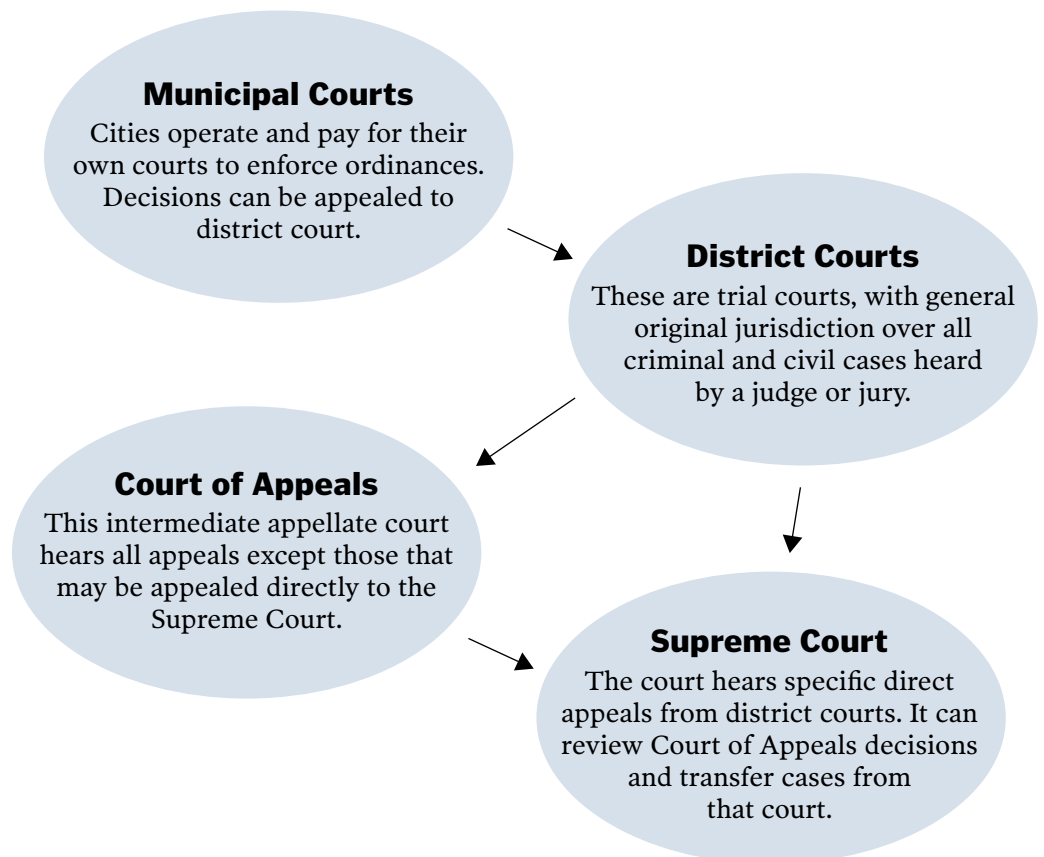 Municipal Courts
Cities operate and pay for their
own courts to enforce ordinances.
Decisions can be appealed to
district court.
District Courts
These are trial courts, with general
original jurisdiction over all
criminal and civil cases heard
by a judge or jury.
Court of Appeals
This intermediate appellate court
hears all appeals except those that
may be appealed directly to the
Supreme Court.
Supreme Court
The court hears specific direct
appeals from district courts. It can
review Court of Appeals decisions
and transfer cases from
that court.